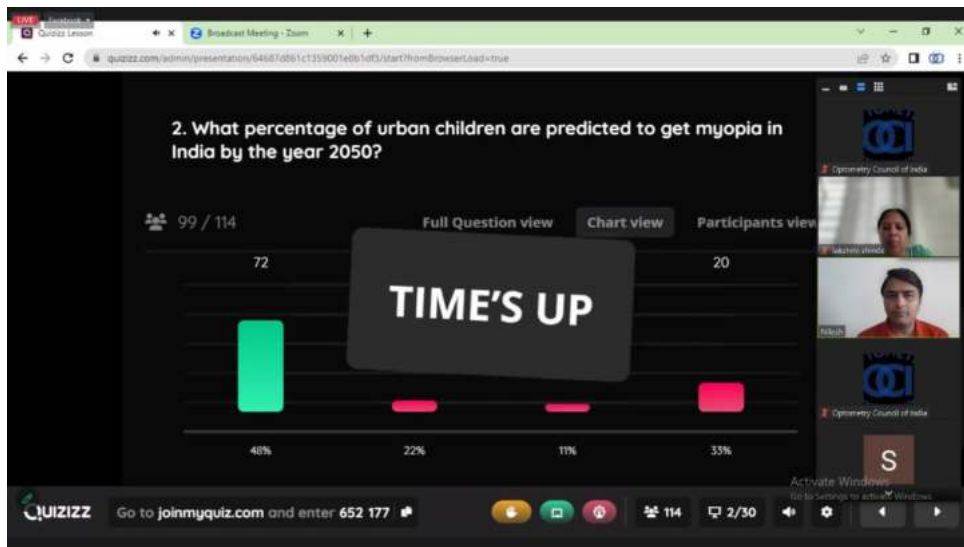 LIVE Facebook
Quizizz Lesson
Broadcast Meeting - Zoom
quizizz.com/admin/presentation/
start?fromBrowserLoad=true
2. What percentage of urban children are predicted to get myopia in
India by the year 2050?
99 / 114
Full Question view
Chart view
Participants view
72
20
TIME'S UP
48%
22%
11%
33%
OCI
Optometry Council of India
Nilesh
OCI
Optometry Council of India
S
Activate Windows
Go to Settings to activate Windows.
QUIZIZZ
Go to joinmyquiz.com and enter 652 177
114
2/30